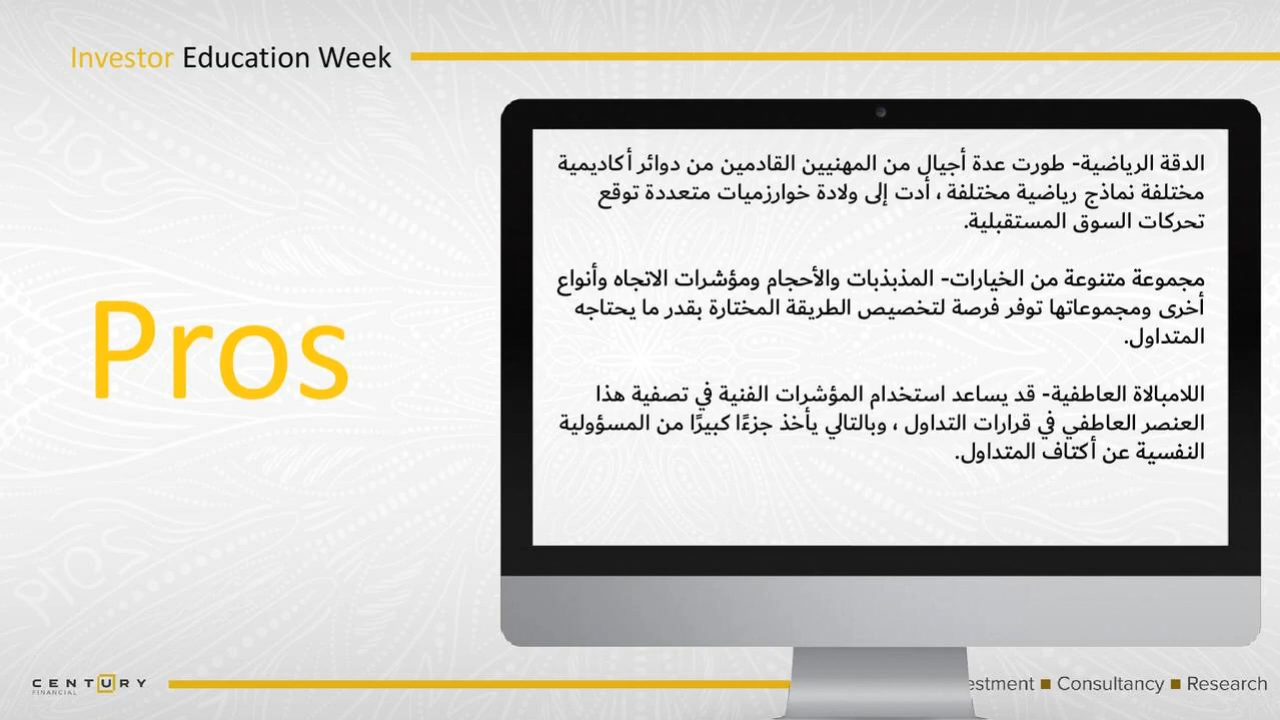 Investor Education Week
Pros
الدقة الرياضية- طورت عدة أجيال من المهنيين القادمين من دوائر أكاديمية
مختلفة نماذج رياضية مختلفة ، أدت إلى ولادة خوارزميات متعددة توقع
تحركات السوق المستقبلية.
مجموعة متنوعة من الخيارات- المذبذبات والأحجام ومؤشرات الاتجاه وأنواع
أخرى ومجموعاتها توفر فرصة لتخصيص الطريقة المختارة بقدر ما يحتاجه
المتداول.
اللامبالاة العاطفية- قد يساعد استخدام المؤشرات الفنية في تصفية هذا
العنصر العاطفي في قرارات التداول ، وبالتالي يأخذ جزءًا كبيرًا من المسؤولية
النفسية عن أكتاف المتداول.
CENTURY
FINANCIAL
estment ■ Consultancy ■ Research